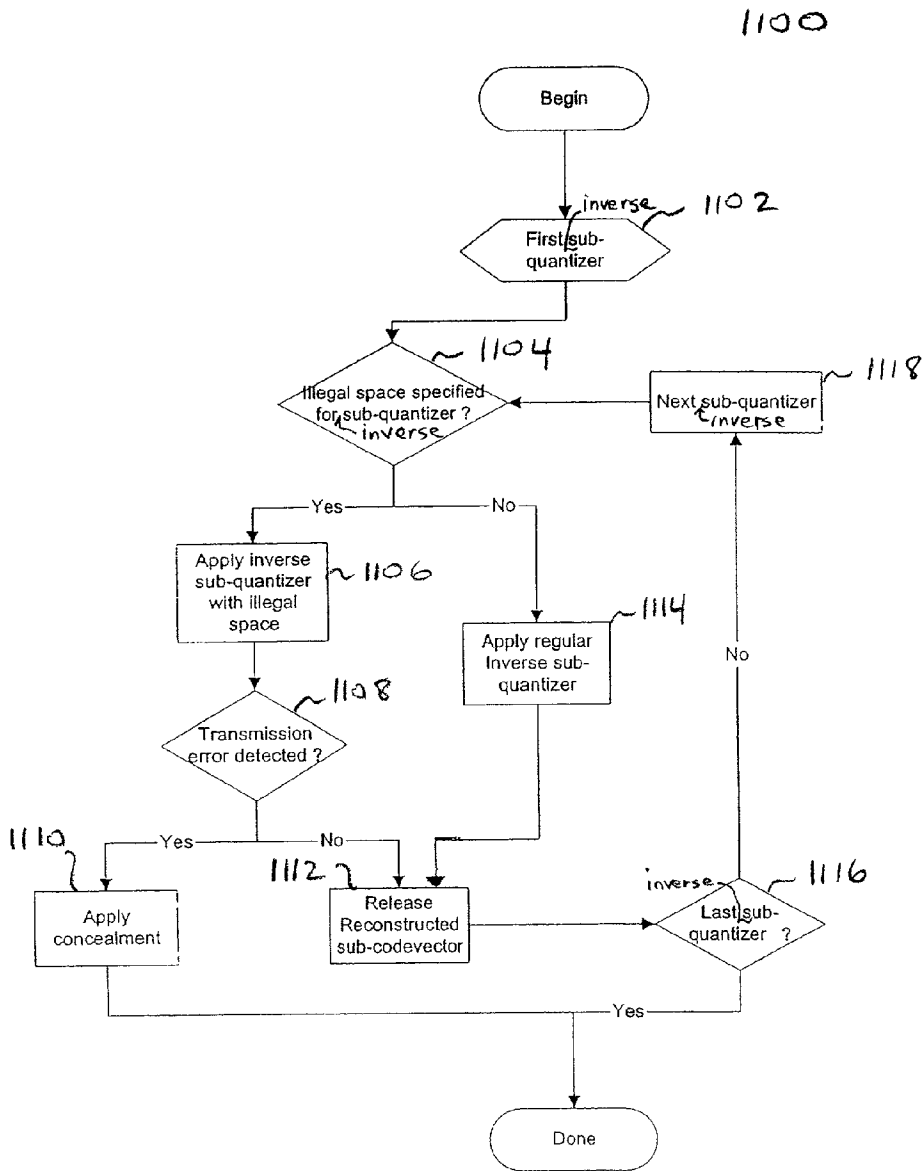 1100
Begin
inverse
1102
First sub-
quantizer
1104
Illegal space specified
for sub-quantizer ?
inverse
1118
Next sub-quantizer
inverse
Yes
No
Apply inverse
sub-quantizer
with illegal
space
1106
1114
Apply regular
Inverse sub-
quantizer
No
1108
Transmission
error detected ?
1110
Yes
No
1112
Apply
concealment
Release
Reconstructed
sub-codevector
inverse
1116
Last sub-
quantizer ?
Yes
Done